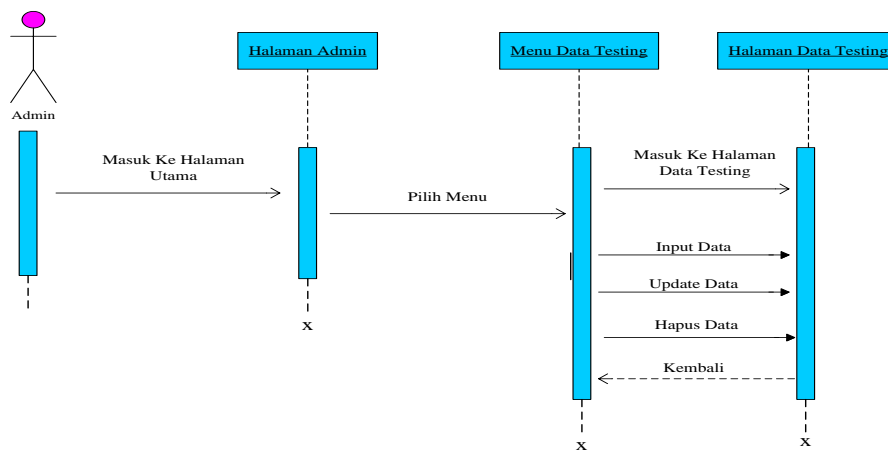 Halaman Admin
Menu Data Testing
Halaman Data Testing
Admin
Masuk Ke Halaman
Utama
Masuk Ke Halaman
Data Testing
Pilih Menu
Input Data
Update Data
Hapus Data
Kembali
x
x
x